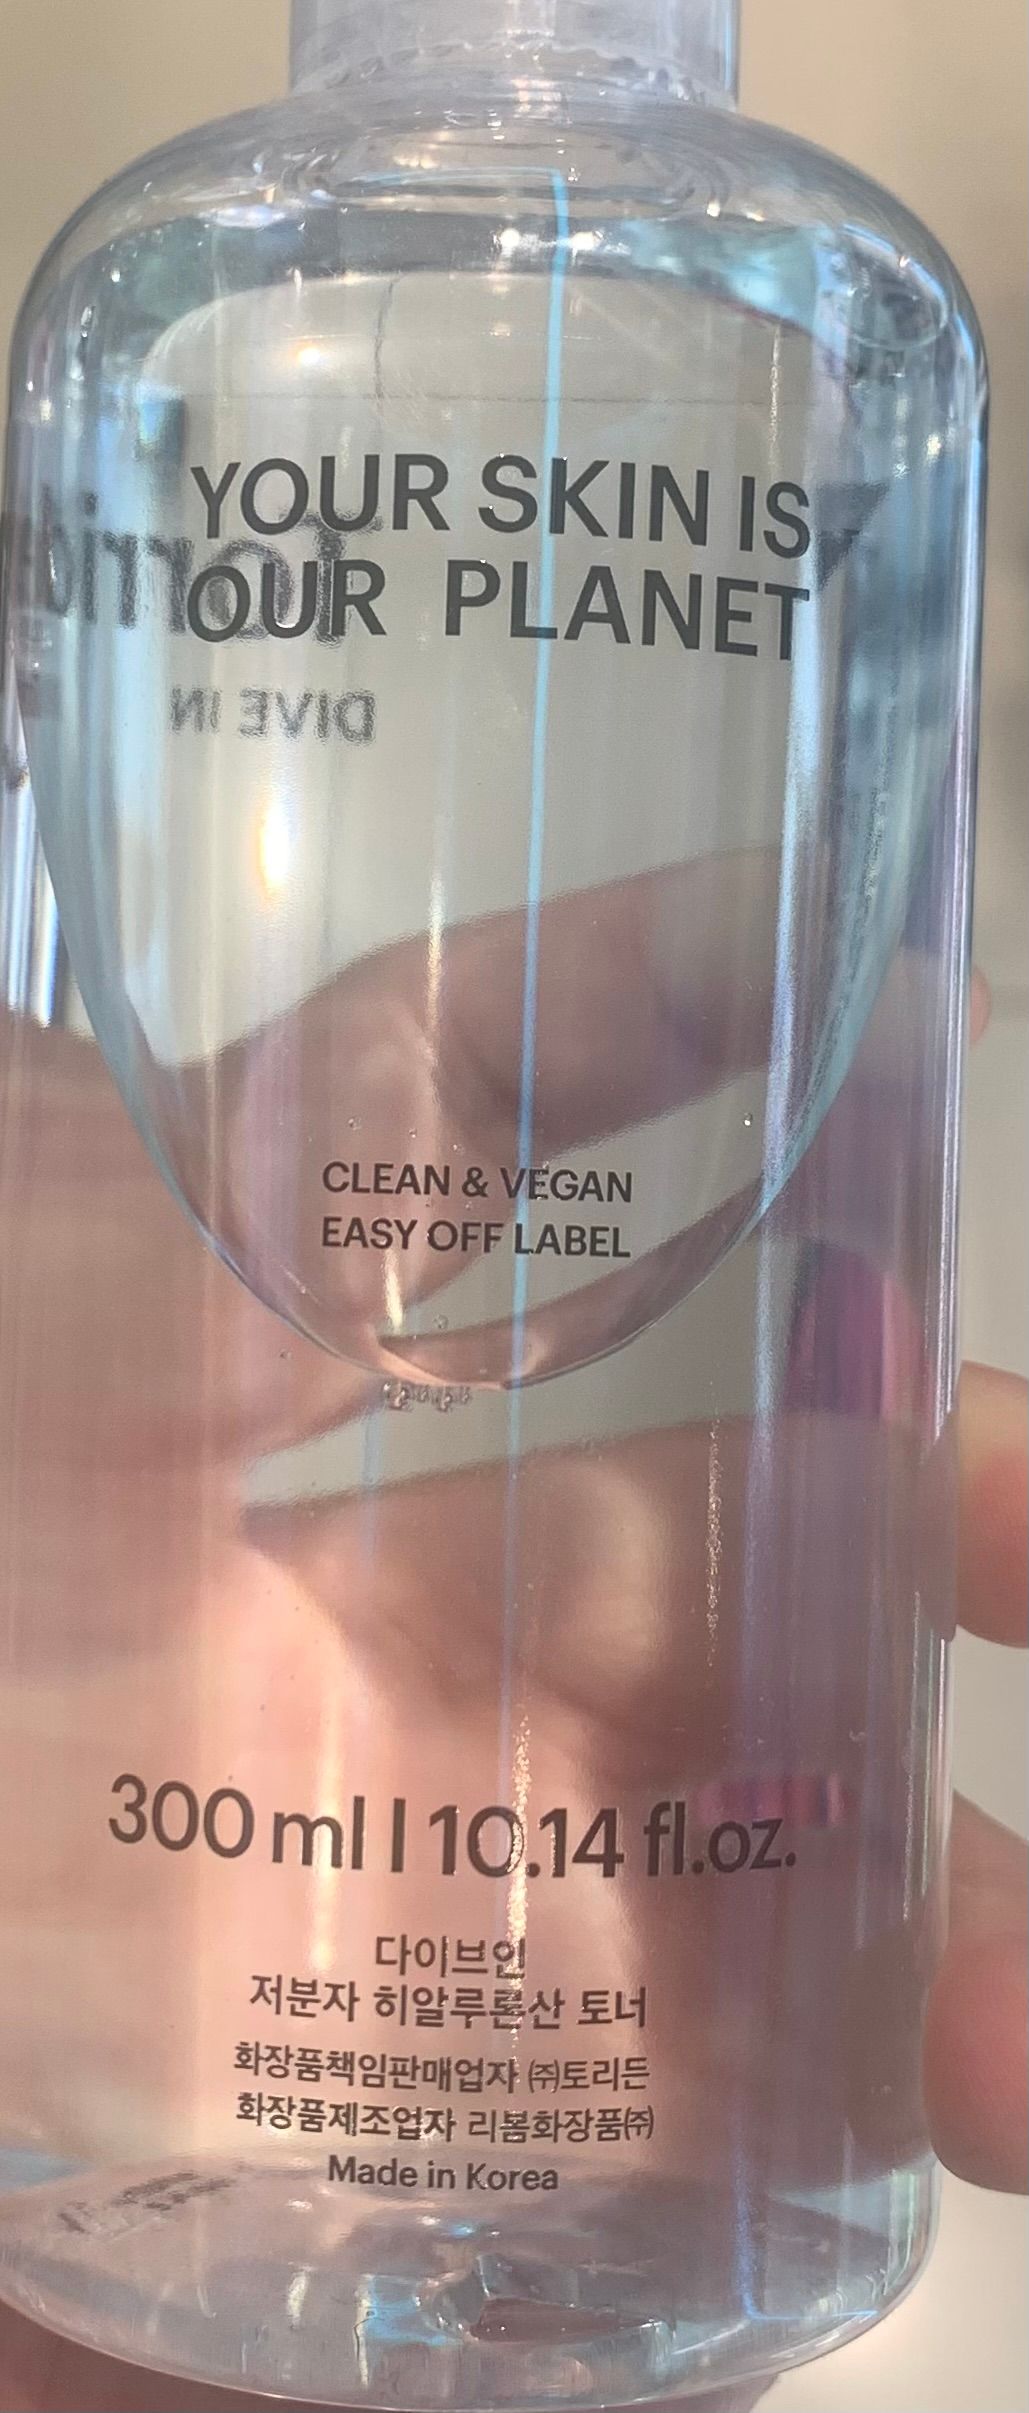 YOUR SKIN IS
OUR PLANET
Torriden
DIVE IN
CLEAN & VEGAN
EASY OFF LABEL
300 ml | 10.14 fl.oz.
다이브인
저분자 히알루론산 토너
화장품책임판매업자 ㈜토리든
화장품제조업자 리봄화장품㈜
Made in Korea